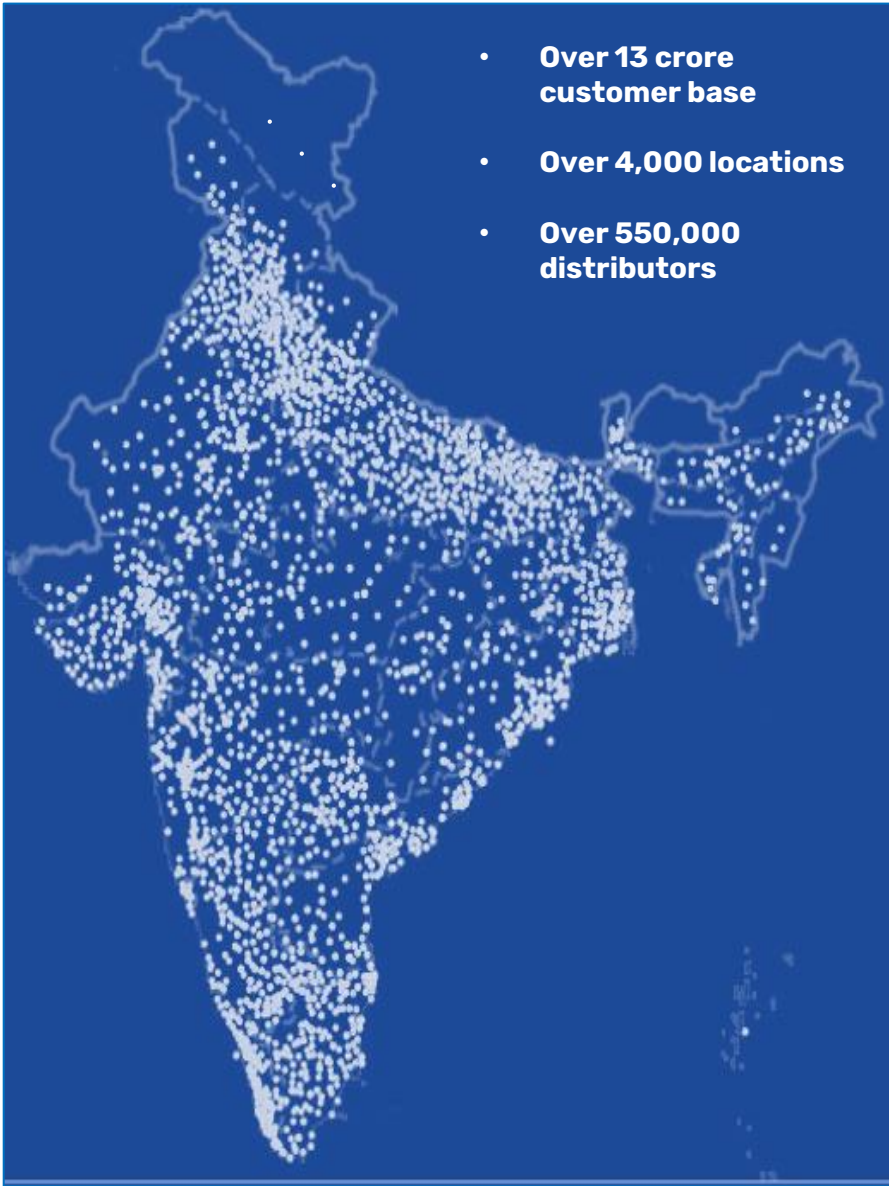 • Over 13 crore
customer base
• Over 4,000 locations
• Over 550,000
distributors